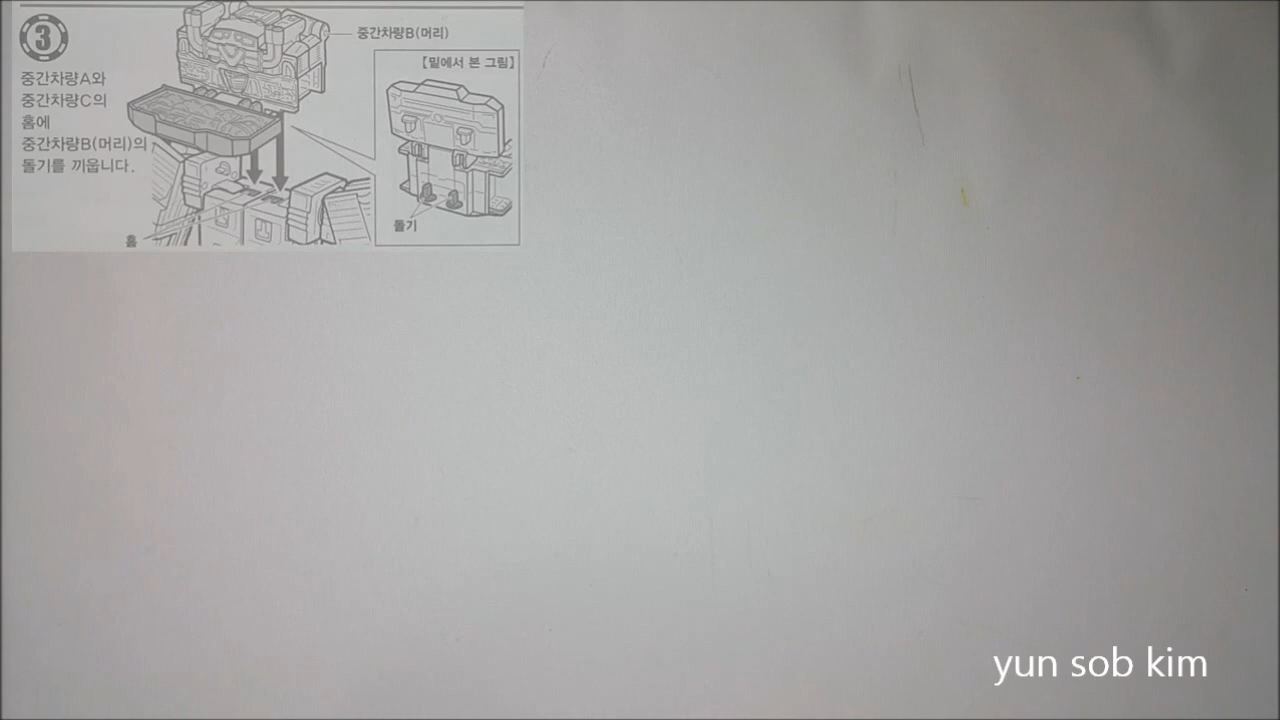 3
중간차량B(머리)
중간차량A와
중간차량C의
홈에
중간차량B(머리)의
돌기를 끼웁니다.
홈
[밑에서 본 그림]
돌기
yun sob kim